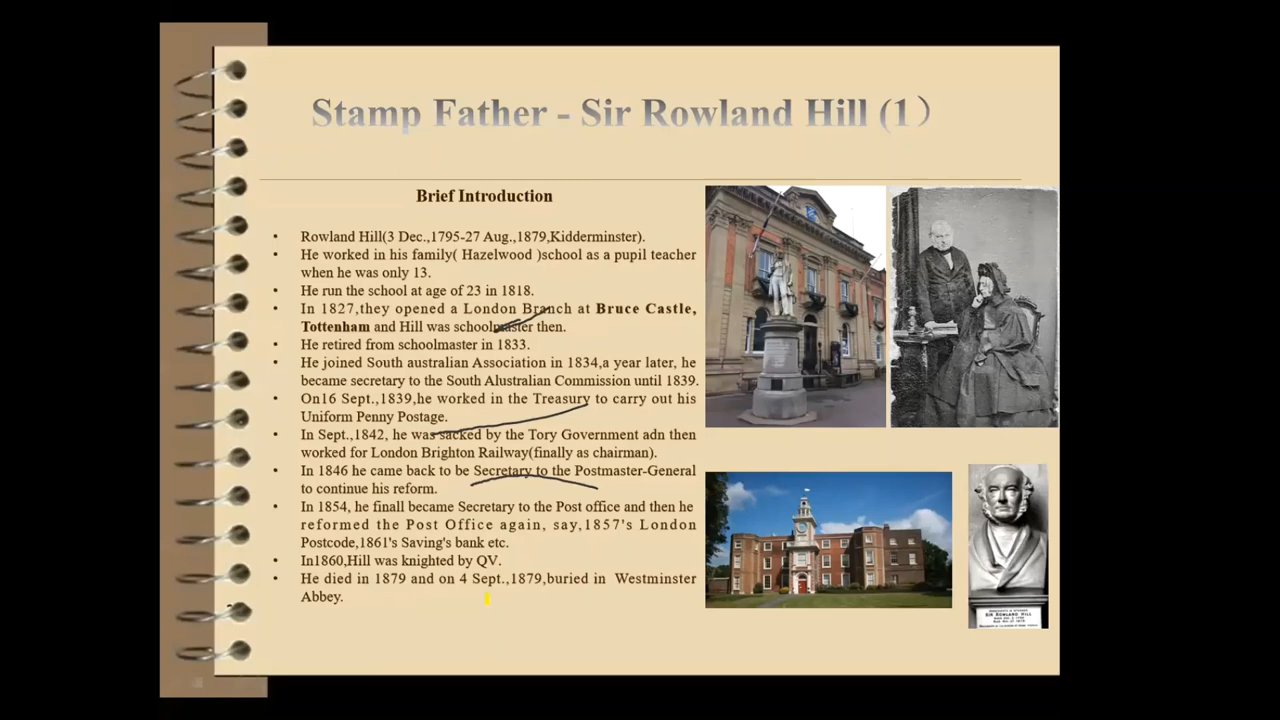 Stamp Father - Sir Rowland Hill (1）
Brief Introduction
• Rowland Hill(3 Dec.,1795-27 Aug.,1879,Kidderminster).
• He worked in his family( Hazelwood )school as a pupil teacher
when he was only 13.
• He run the school at age of 23 in 1818.
• In 1827,they opened a London Branch at Bruce Castle,
Tottenham and Hill was schoolmaster then.
• He retired from schoolmaster in 1833.
• He joined South australian Association in 1834,a year later, he
became secretary to the South Alustralian Commission until 1839.
• On16 Sept.,1839,he worked in the Treasury to carry out his
Uniform Penny Postage.
• In Sept.,1842, he was sacked by the Tory Government adn then
worked for London Brighton Railway(finally as chairman).
• In 1846 he came back to be Secretary to the Postmaster-General
to continue his reform.
• In 1854, he finall became Secretary to the Post office and then he
reformed the Post Office again, say,1857's London
Postcode,1861's Saving's bank etc.
• In1860,Hill was knighted by QV.
• He died in 1879 and on 4 Sept.,1879,buried in Westminster
Abbey.
SIR ROWLAND HILL